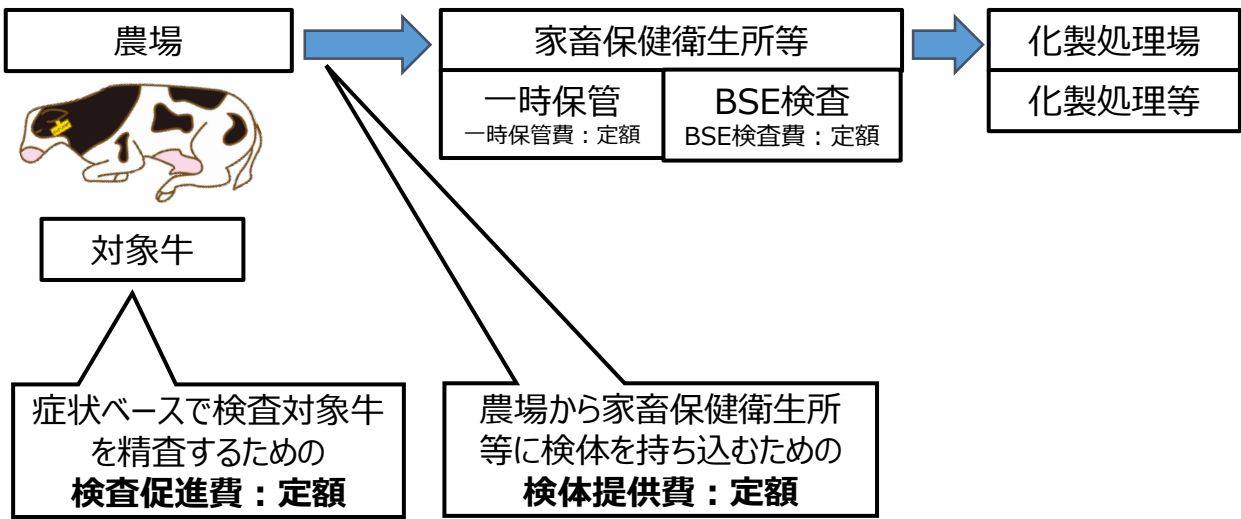 農場
家畜保健衛生所等
化製処理場
一時保管
一時保管費：定額
BSE検査
BSE検査費：定額
化製処理等
対象牛
症状ベースで検査対象牛
を精査するための
検査促進費：定額
農場から家畜保健衛生所
等に検体を持ち込むための
検体提供費：定額